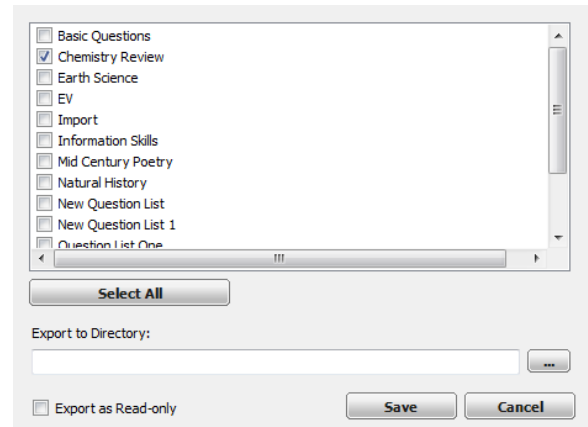 Basic Questions
Chemistry Review
Earth Science
EV
Import
Information Skills
Mid Century Poetry
Natural History
New Question List
New Question List 1
Question List One
Select All
Export to Directory:
...
Export as Read-only
Save Cancel